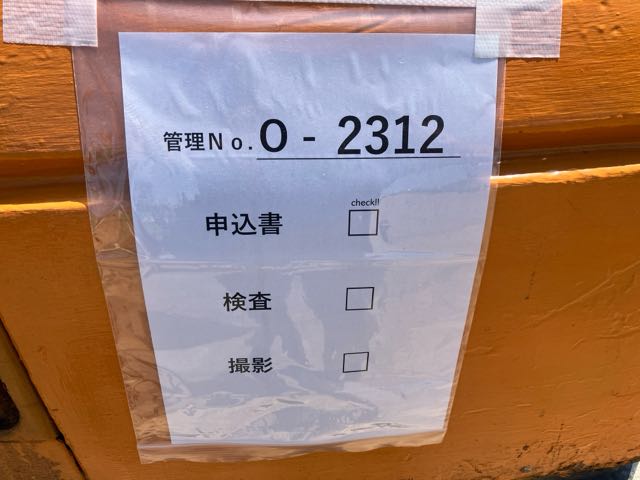 管理No. O - 2312
check!!
申込書 □
検査 □
撮影 □